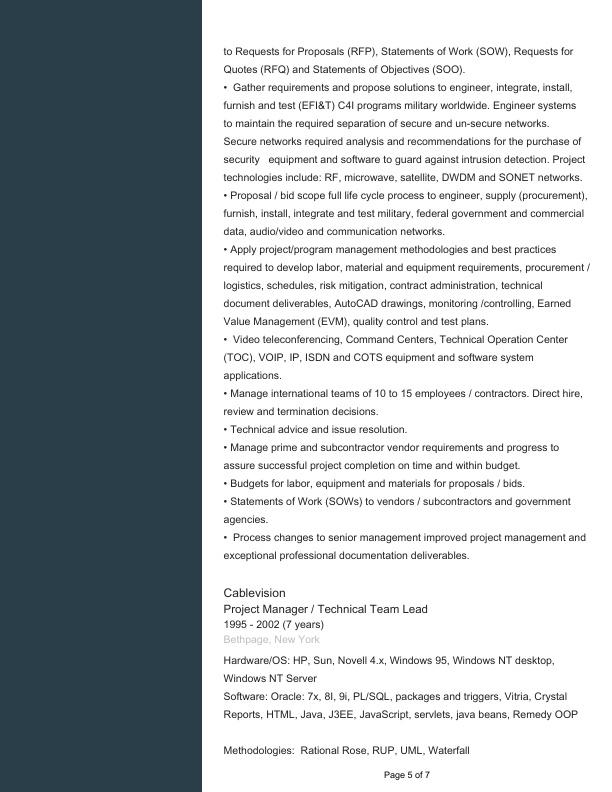 to Requests for Proposals (RFP), Statements of Work (SOW), Requests for
Quotes (RFQ) and Statements of Objectives (SOO).
•  Gather requirements and propose solutions to engineer, integrate, install,
furnish and test (EFI&T) C4I programs military worldwide. Engineer systems
to maintain the required separation of secure and un-secure networks.
Secure networks required analysis and recommendations for the purchase of
security   equipment and software to guard against intrusion detection. Project
technologies include: RF, microwave, satellite, DWDM and SONET networks.
• Proposal / bid scope full life cycle process to engineer, supply (procurement),
furnish, install, integrate and test military, federal government and commercial
data, audio/video and communication networks.
• Apply project/program management methodologies and best practices
required to develop labor, material and equipment requirements, procurement /
logistics, schedules, risk mitigation, contract administration, technical
document deliverables, AutoCAD drawings, monitoring /controlling, Earned
Value Management (EVM), quality control and test plans.
•  Video teleconferencing, Command Centers, Technical Operation Center
(TOC), VOIP, IP, ISDN and COTS equipment and software system
applications.
• Manage international teams of 10 to 15 employees / contractors. Direct hire,
review and termination decisions.
• Technical advice and issue resolution.
• Manage prime and subcontractor vendor requirements and progress to
assure successful project completion on time and within budget.
• Budgets for labor, equipment and materials for proposals / bids.
• Statements of Work (SOWs) to vendors / subcontractors and government
agencies.
•  Process changes to senior management improved project management and
exceptional professional documentation deliverables.
Cablevision
Project Manager / Technical Team Lead
1995 - 2002 (7 years)
Bethpage, New York
Hardware/OS: HP, Sun, Novell 4.x, Windows 95, Windows NT desktop,
Windows NT Server
Software: Oracle: 7x, 8I, 9i, PL/SQL, packages and triggers, Vitria, Crystal
Reports, HTML, Java, J3EE, JavaScript, servlets, java beans, Remedy OOP
Methodologies:  Rational Rose, RUP, UML, Waterfall
Page 5 of 7